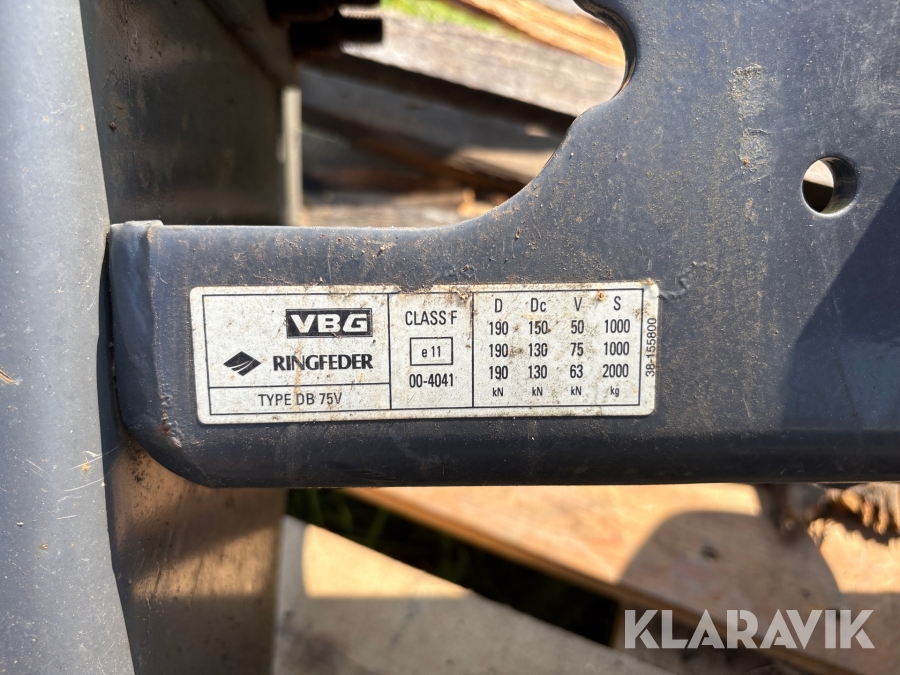 VBG
RINGFEDER
TYPE DB 75V
CLASS F
e 11
00-4041
D Dc V S
190 150 50 1000
190 130 75 1000
190 130 63 2000
kN kN kN kg
38-155800
KLARAVIK